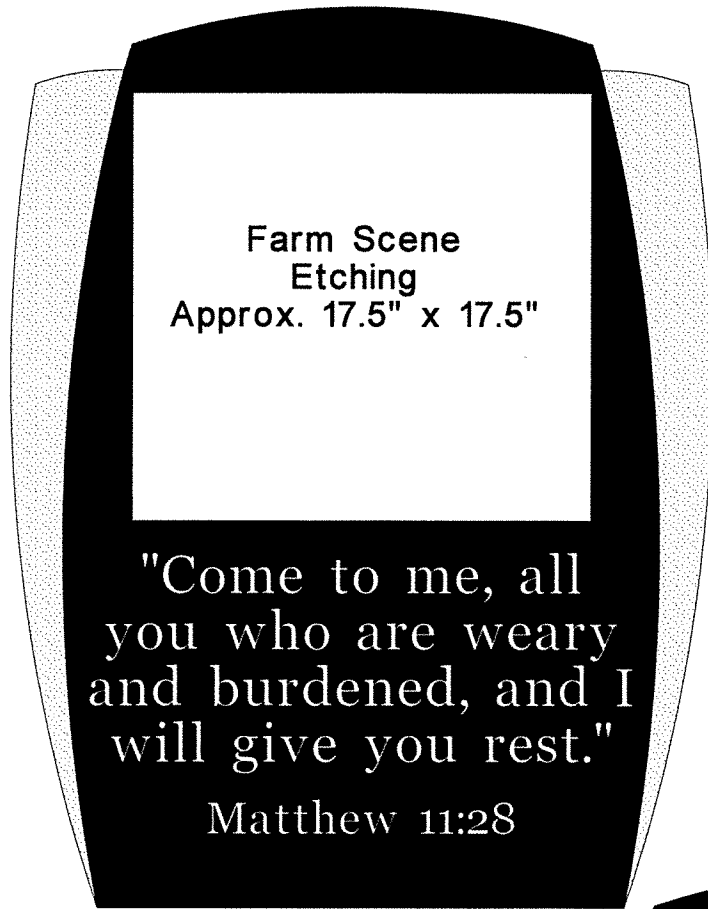 Farm Scene
Etching
Approx. 17.5" x 17.5"
"Come to me, all
you who are weary
and burdened, and I
will give you rest."
Matthew 11:28